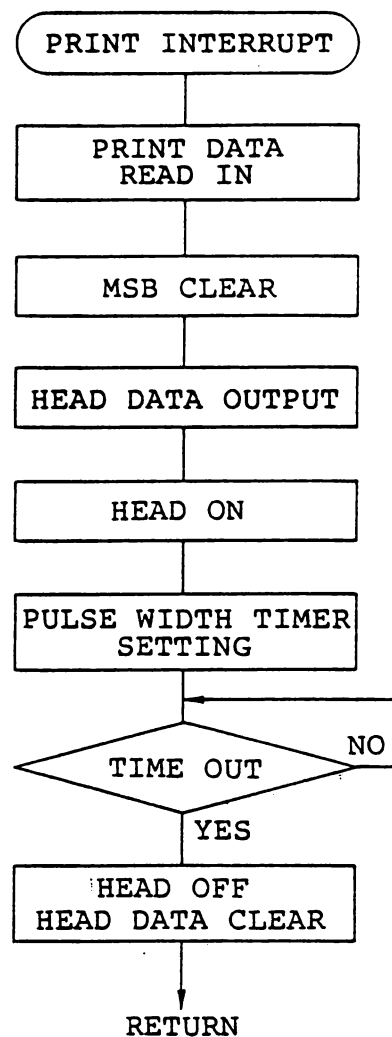 PRINT INTERRUPT
PRINT DATA
READ IN
MSB CLEAR
HEAD DATA OUTPUT
HEAD ON
PULSE WIDTH TIMER
SETTING
TIME OUT
NO
YES
HEAD OFF
HEAD DATA CLEAR
RETURN